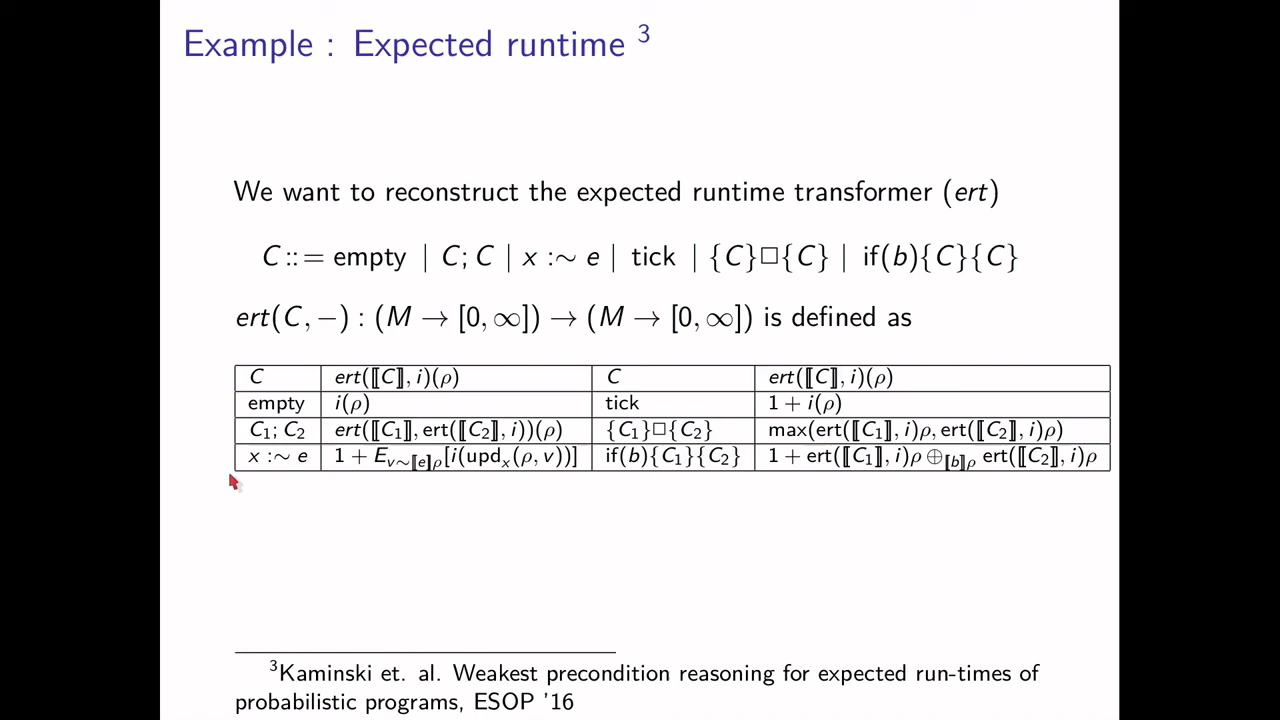 Example : Expected runtime ³
We want to reconstruct the expected runtime transformer (ert)
C ::= empty | C; C | x :∼ e | tick | {C}□{C} | if(b){C}{C}
ert(C, −) : (M → [0, ∞]) → (M → [0, ∞]) is defined as
C ert(⟦C⟧, i)(ρ) C ert(⟦C⟧, i)(ρ)
empty i(ρ) tick 1 + i(ρ)
C₁; C₂ ert(⟦C₁⟧, ert(⟦C₂⟧, i))(ρ) {C₁}□{C₂} max(ert(⟦C₁⟧, i)ρ, ert(⟦C₂⟧, i)ρ)
x :∼ e 1 + E_{v∼⟦e⟧ρ}[i(upd_x(ρ, v))] if(b){C₁}{C₂} 1 + ert(⟦C₁⟧, i)ρ ⊕_{⟦b⟧ρ} ert(⟦C₂⟧, i)ρ
³Kaminski et. al. Weakest precondition reasoning for expected run-times of
probabilistic programs, ESOP '16